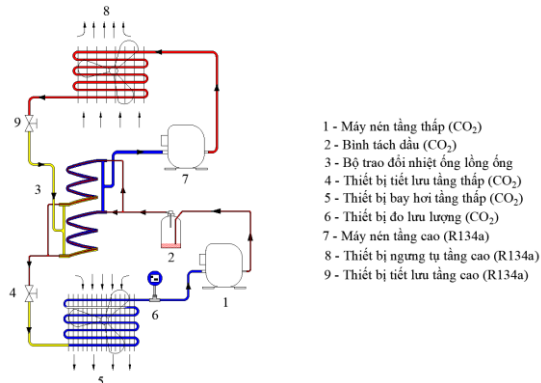 8
9
7
3
2
4
6
1
5
1 - Máy nén tầng thấp (CO₂)
2 - Bình tách dầu (CO₂)
3 - Bộ trao đổi nhiệt ống lồng ống
4 - Thiết bị tiết lưu tầng thấp (CO₂)
5 - Thiết bị bay hơi tầng thấp (CO₂)
6 - Thiết bị đo lưu lượng (CO₂)
7 - Máy nén tầng cao (R134a)
8 - Thiết bị ngưng tụ tầng cao (R134a)
9 - Thiết bị tiết lưu tầng cao (R134a)